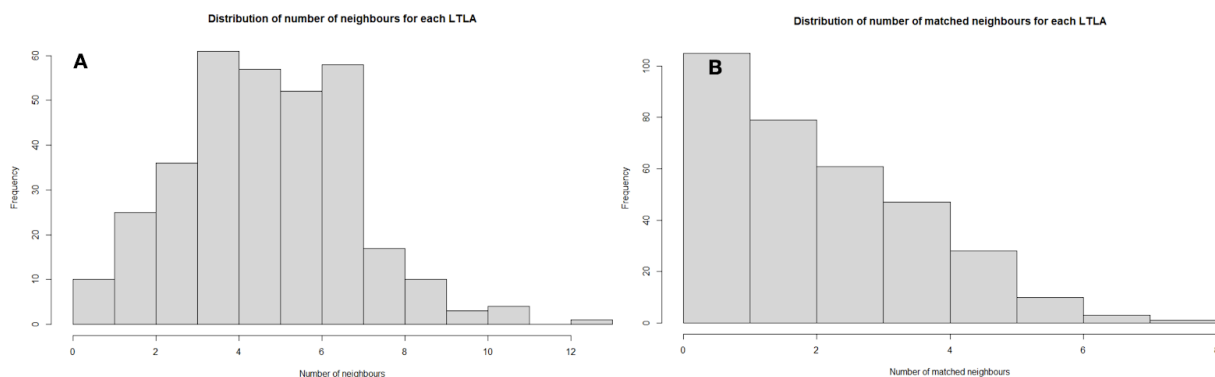 Distribution of number of neighbours for each LTLA
A
60
50
40
30
20
10
0
Frequency
0 2 4 6 8 10 12
Number of neighbours
Distribution of number of matched neighbours for each LTLA
B
100
80
60
40
20
0
Frequency
0 2 4 6
Number of matched neighbours